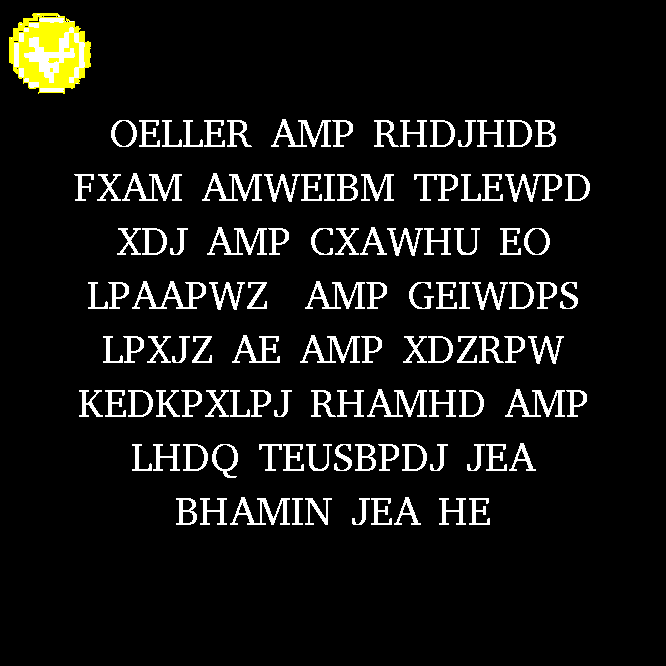 OELLER AMP RHDJHDB
FXAM AMWEIBM TPLEWPD
XDJ AMP CXAWHU EO
LPAAPWZ AMP GEIWDPS
LPXJZ AE AMP XDZRPW
KEDKPXLPJ RHAMHD AMP
LHDQ TEUSBPDJ JEA
BHAMIN JEA HE